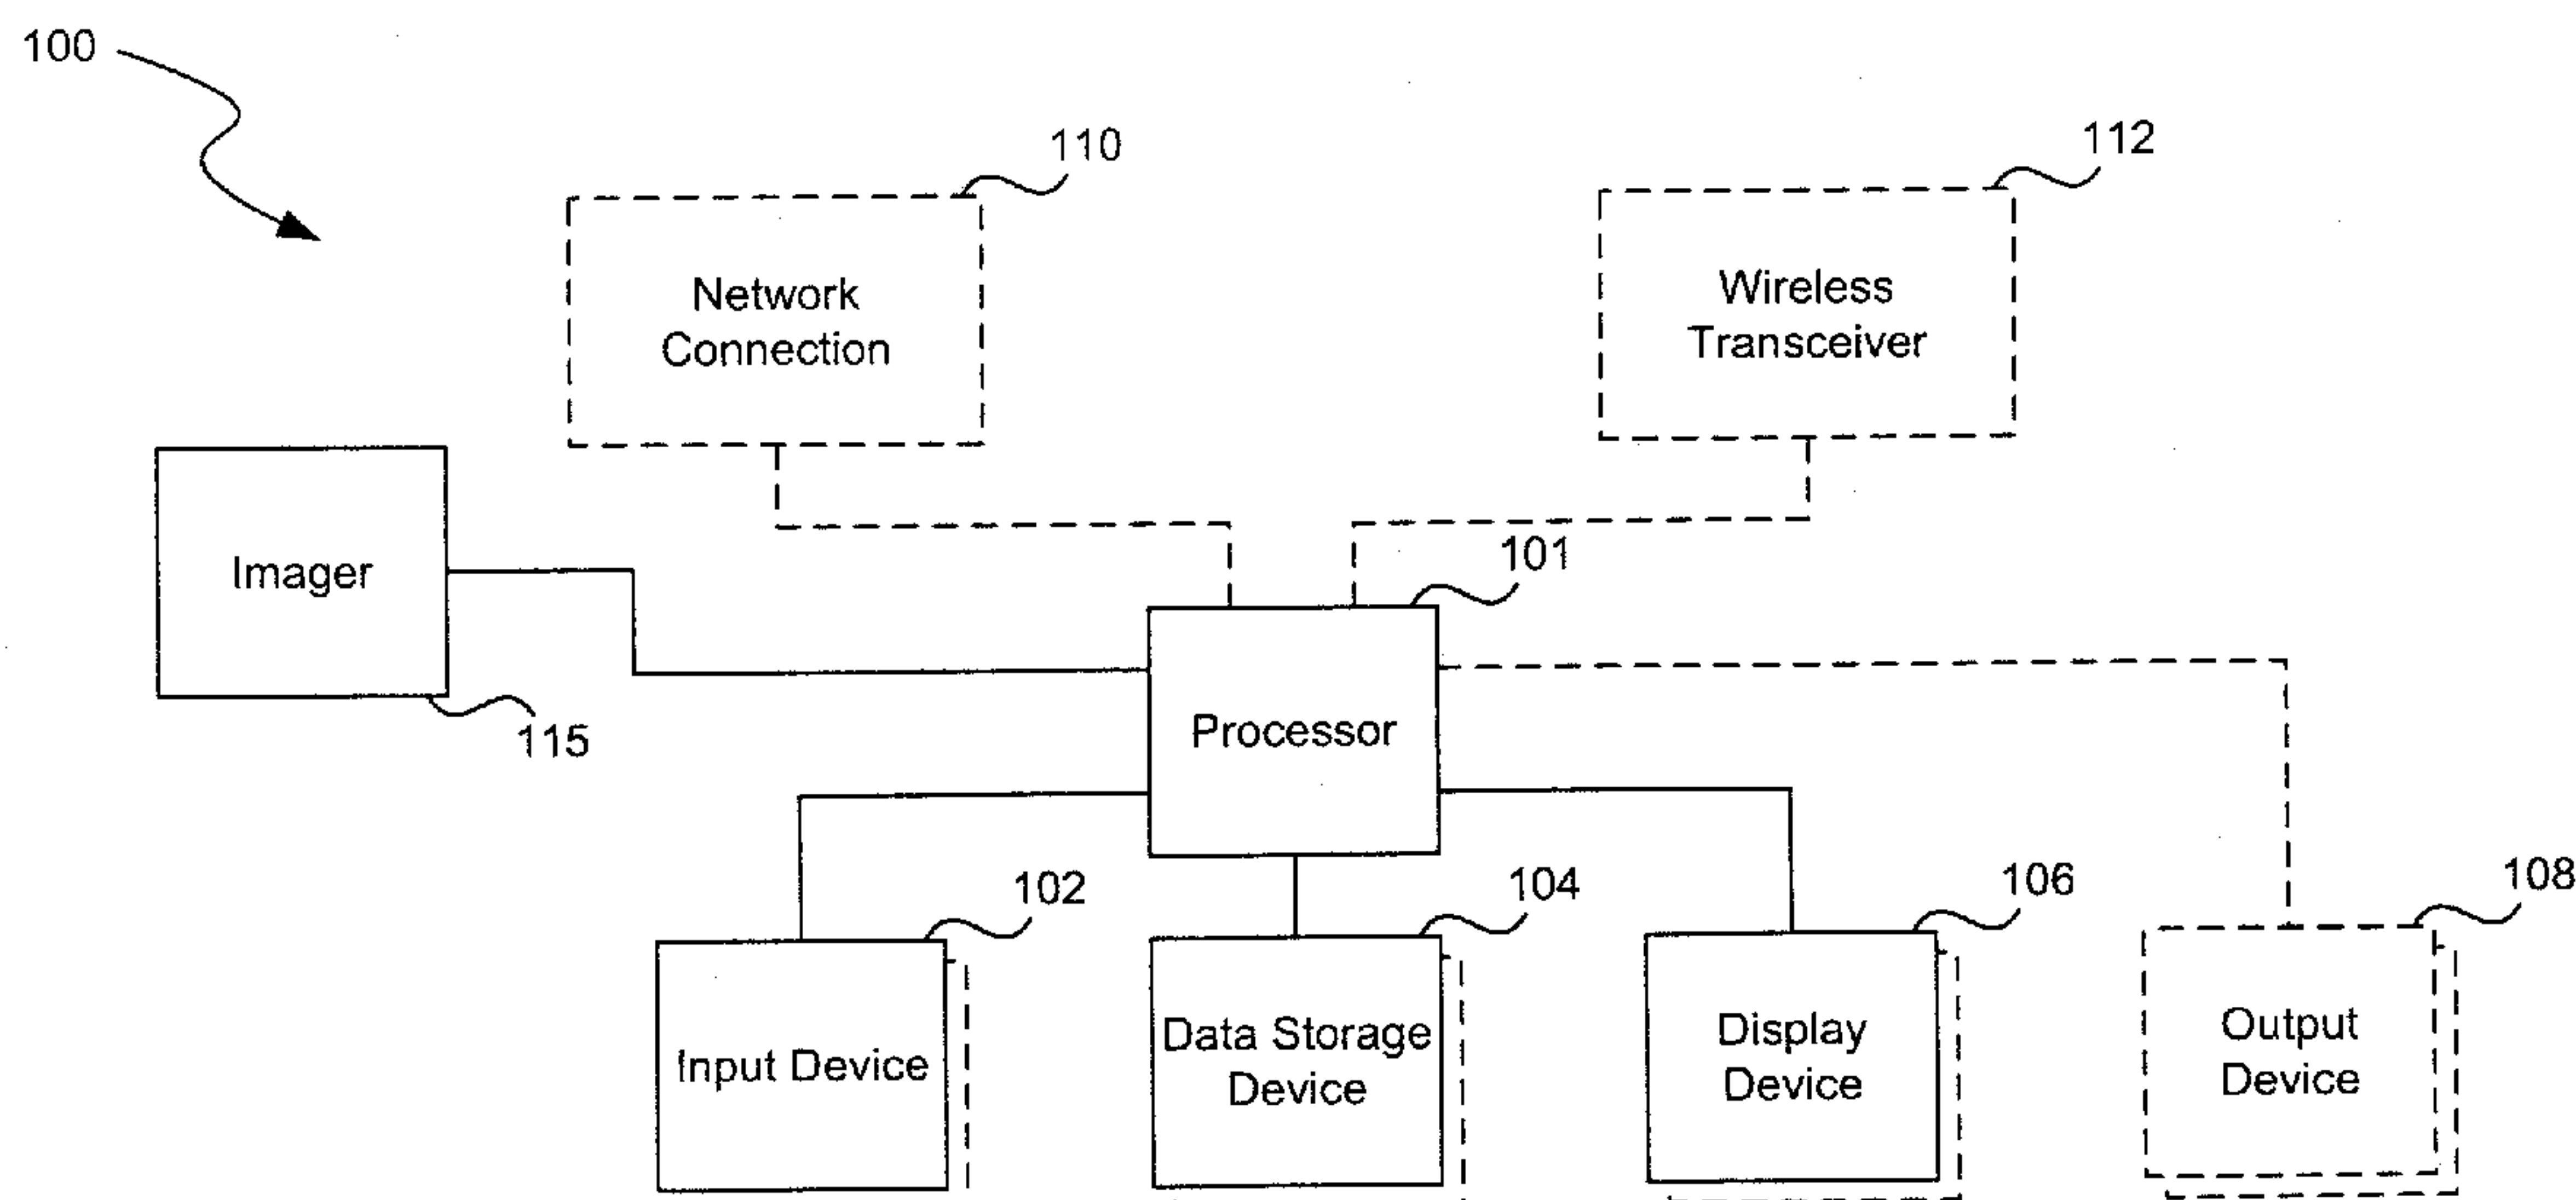 100
110
112
Network
Connection
Wireless
Transceiver
101
Imager
115
Processor
102
104
106
108
Input Device
Data Storage
Device
Display
Device
Output
Device